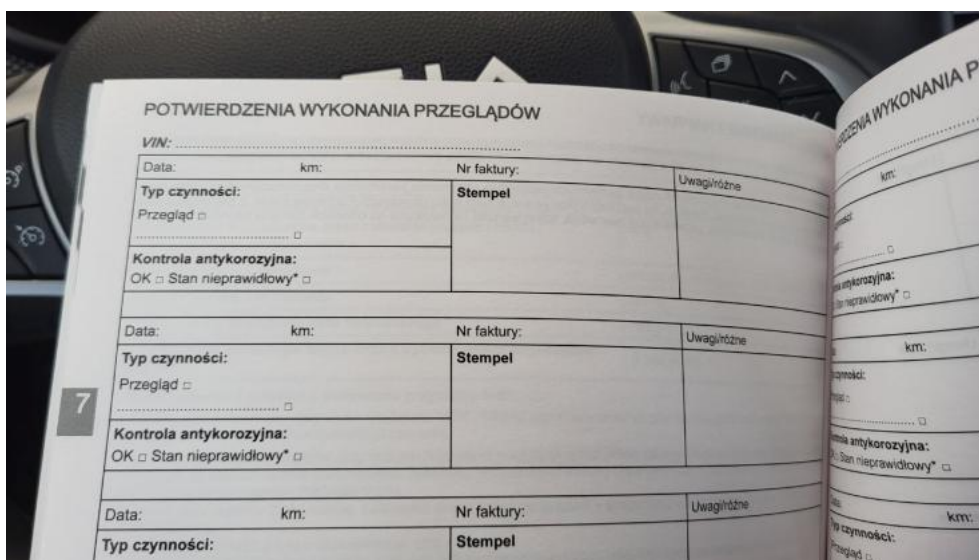 POTWIERDZENIA WYKONANIA PRZEGLĄDÓW
VIN:
Data: km: Nr faktury: Uwagi/różne
Typ czynności: Stempel
Przegląd □
□
Kontrola antykorozyjna:
OK □ Stan nieprawidłowy* □
Data: km: Nr faktury: Uwagi/różne
Typ czynności: Stempel
Przegląd □
□
7
Kontrola antykorozyjna:
OK □ Stan nieprawidłowy* □
Data: km: Nr faktury: Uwagi/różne
Typ czynności: Stempel
WYKONANIA P
km:
antykorozyjna:
nieprawidłowy* □
km:
czynności:
□
antykorozyjna:
OK □ Stan nieprawidłowy* □
km:
czynności:
Przegląd □